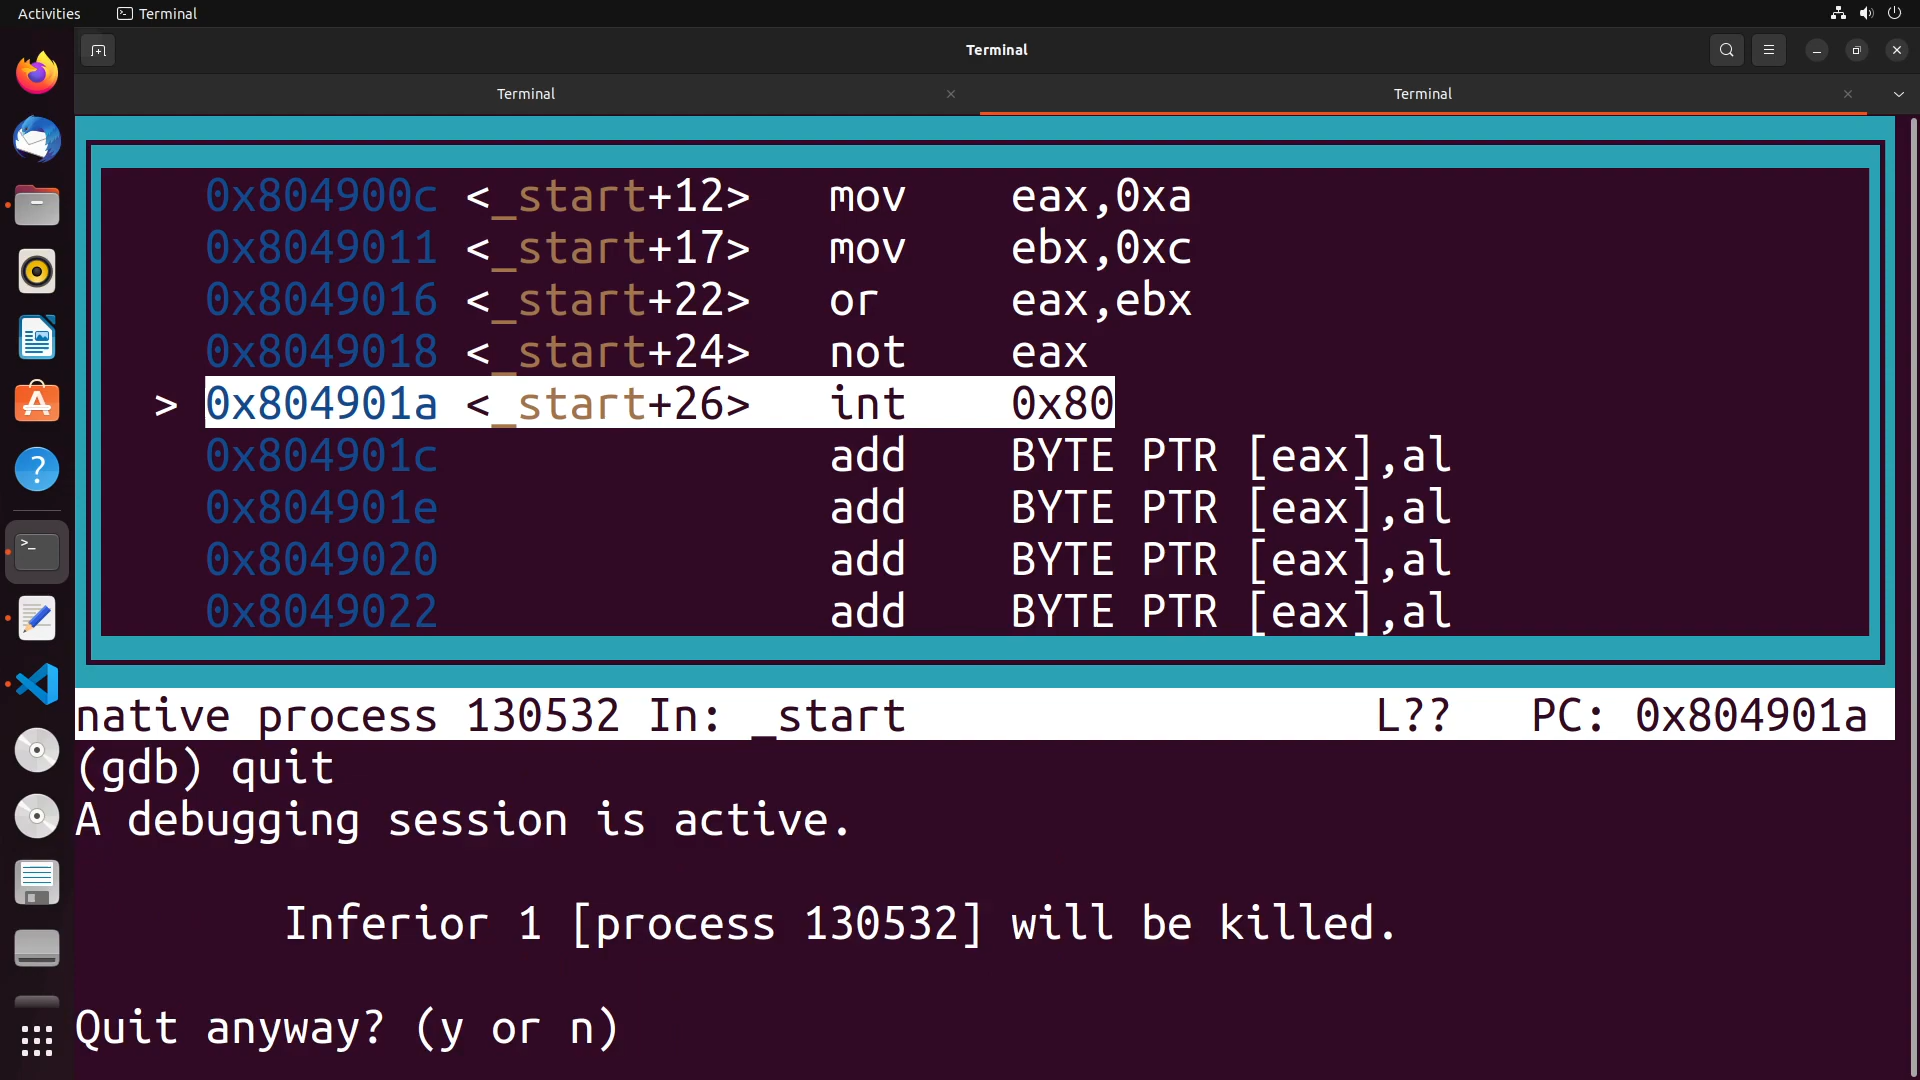 Activities Terminal
Terminal
Terminal Terminal
0x804900c <_start+12> mov eax,0xa
0x8049011 <_start+17> mov ebx,0xc
0x8049016 <_start+22> or eax,ebx
0x8049018 <_start+24> not eax
> 0x804901a <_start+26> int 0x80
0x804901c add BYTE PTR [eax],al
0x804901e add BYTE PTR [eax],al
0x8049020 add BYTE PTR [eax],al
0x8049022 add BYTE PTR [eax],al
native process 130532 In: _start L?? PC: 0x804901a
(gdb) quit
A debugging session is active.
Inferior 1 [process 130532] will be killed.
Quit anyway? (y or n)